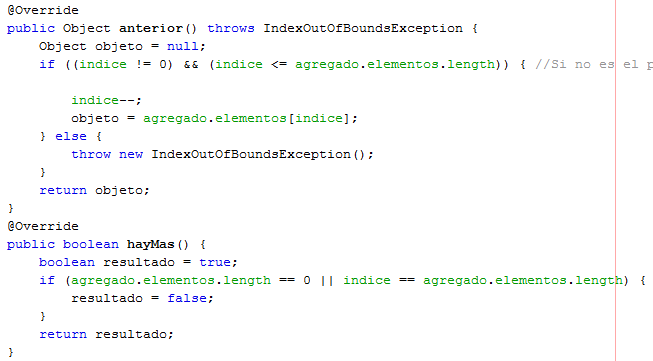 @Override
public Object anterior() throws IndexOutOfBoundsException {
Object objeto = null;
if ((indice != 0) && (indice <= agregado.elementos.length)) { //Si no es el
indice--;
objeto = agregado.elementos[indice];
} else {
throw new IndexOutOfBoundsException();
}
return objeto;
}
@Override
public boolean hayMas() {
boolean resultado = true;
if (agregado.elementos.length == 0 || indice == agregado.elementos.length) {
resultado = false;
}
return resultado;
}